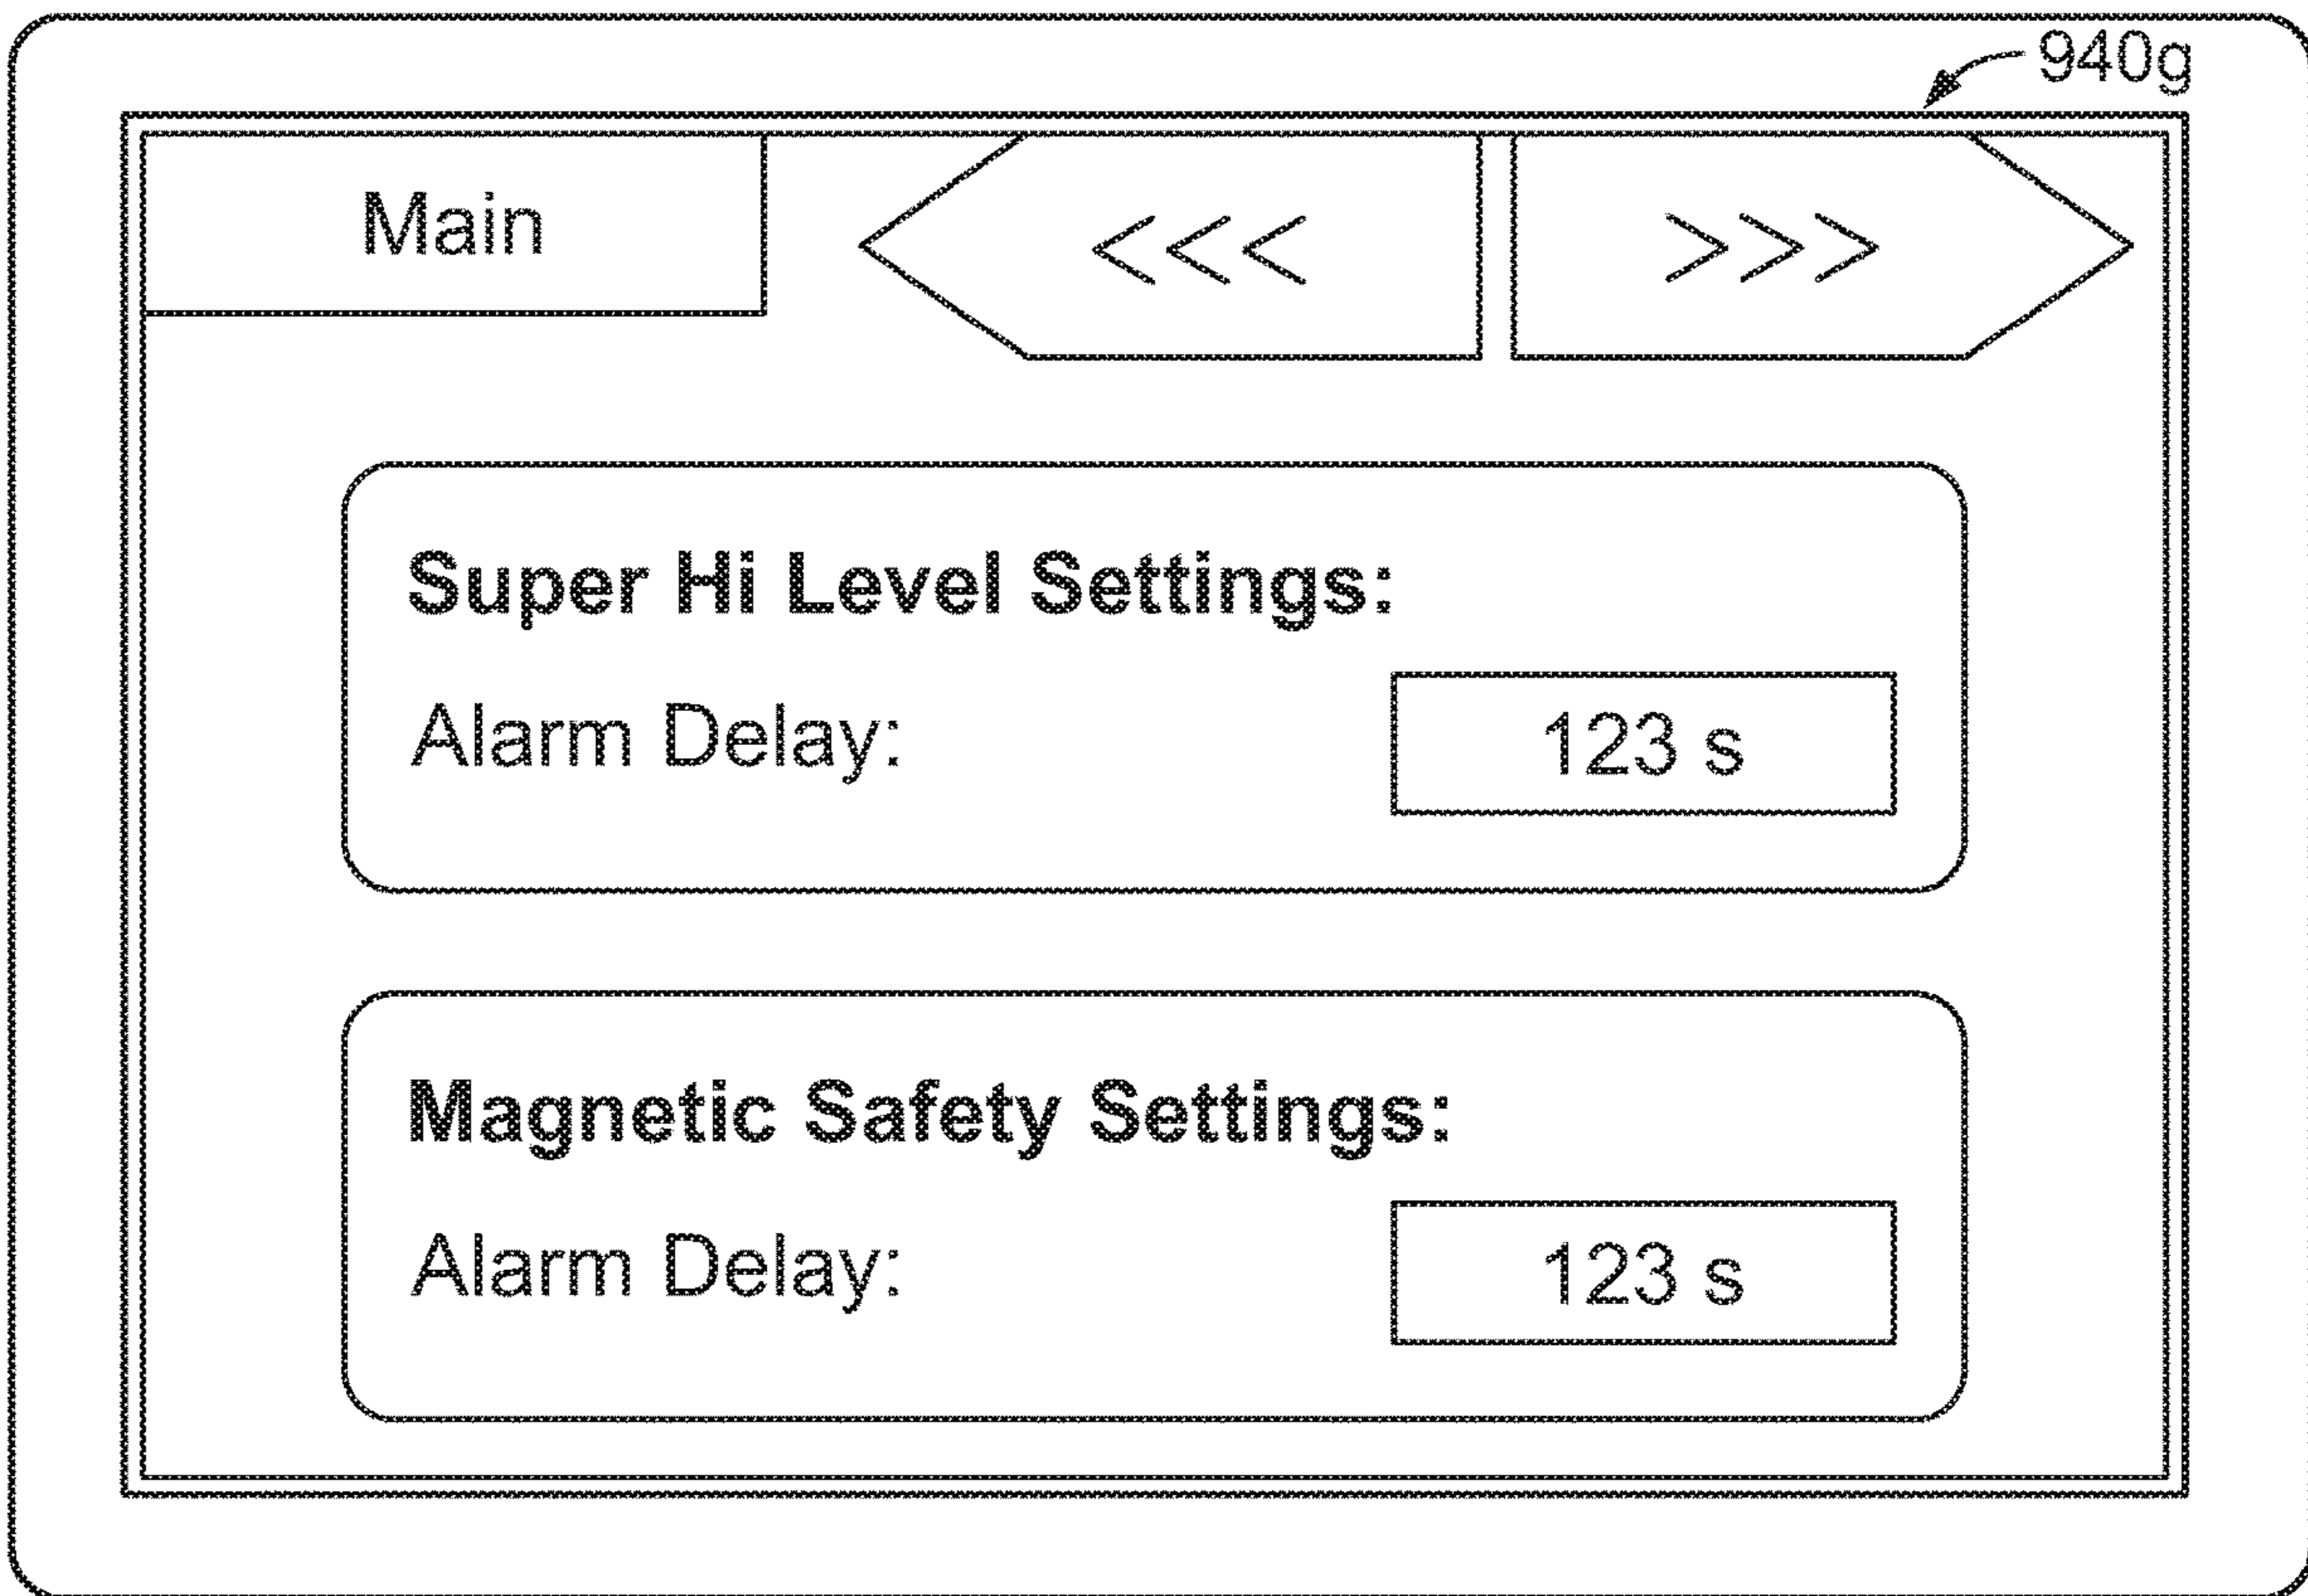 940g
Main <<< >>>
Super Hi Level Settings:
Alarm Delay: 123 s
Magnetic Safety Settings:
Alarm Delay: 123 s